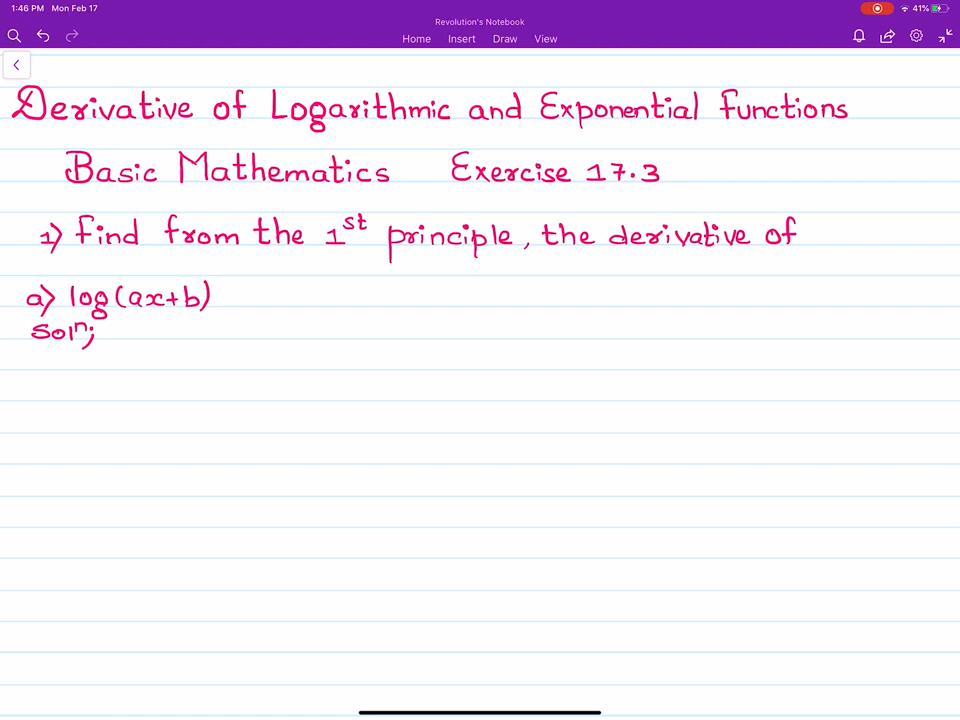 1:46 PM Mon Feb 17
41%
Revolution's Notebook
Home Insert Draw View
Derivative of Logarithmic and Exponential Functions
Basic Mathematics Exercise 17.3
1) Find from the 1st principle, the derivative of
a) log(ax+b)
Solⁿ;